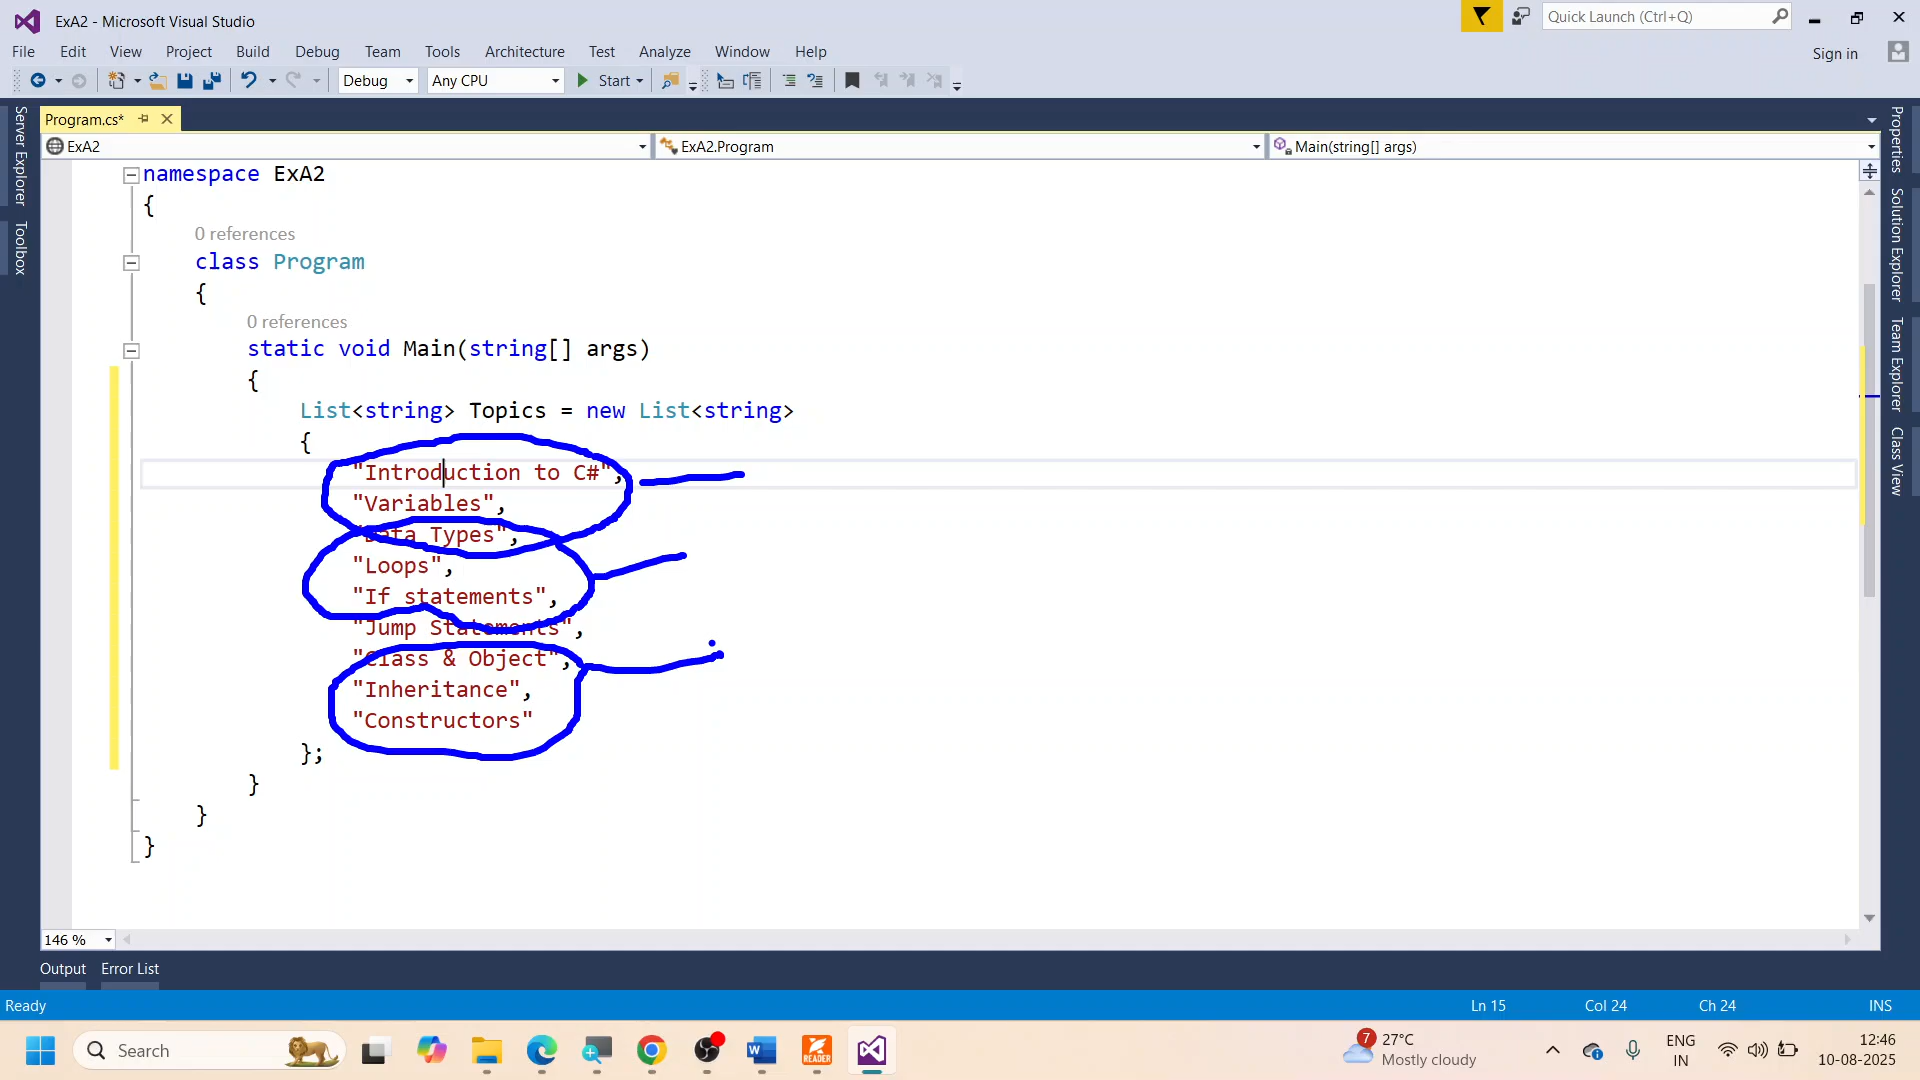 ExA2 - Microsoft Visual Studio
Quick Launch (Ctrl+Q)
File Edit View Project Build Debug Team Tools Architecture Test Analyze Window Help
Sign in
Debug Any CPU Start
Program.cs*
ExA2 ExA2.Program Main(string[] args)
Server Explorer
Toolbox
Properties
Solution Explorer
Team Explorer
Class View
namespace ExA2
{
0 references
class Program
{
0 references
static void Main(string[] args)
{
List<string> Topics = new List<string>
{
"Introduction to C#",
"Variables",
"Data Types",
"Loops",
"If statements",
"Jump Statements",
"Class & Object",
"Inheritance",
"Constructors"
};
}
}
}
146 %
Output Error List
Ready Ln 15 Col 24 Ch 24 INS
Search
READER
7 27°C
Mostly cloudy
ENG
IN
12:46
10-08-2025